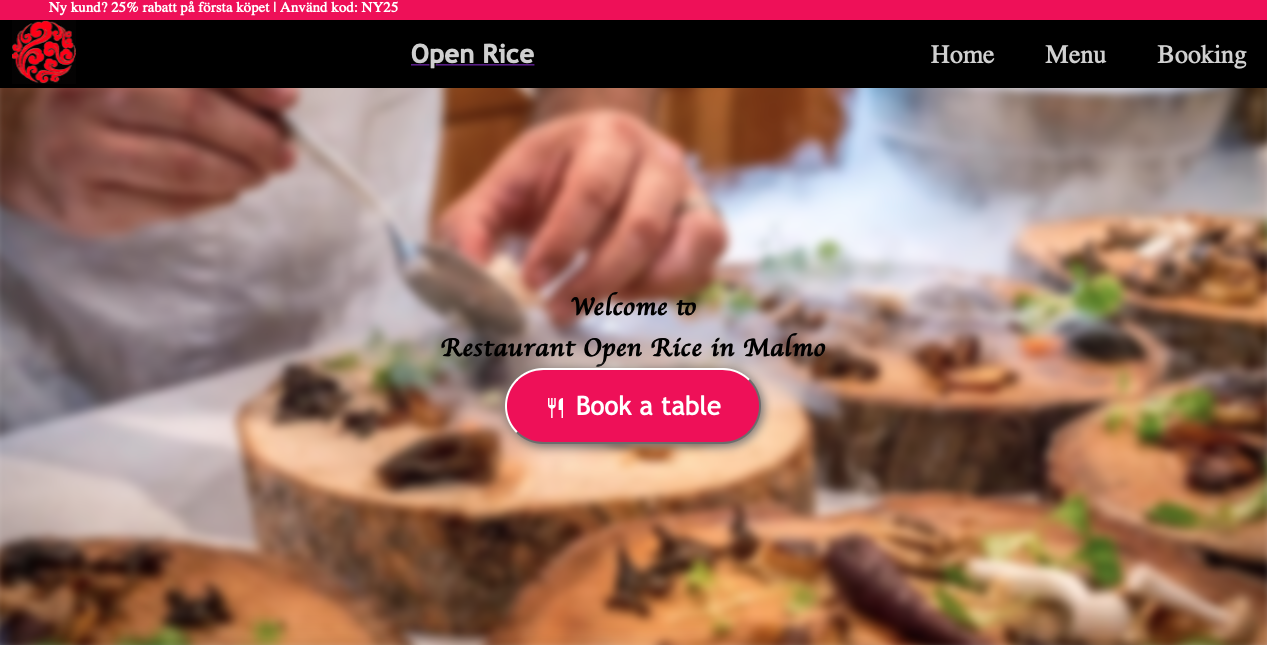 Ny kund? 25% rabatt på första köpet | Använd kod: NY25
Open Rice
Home Menu Booking
Welcome to
Restaurant Open Rice in Malmo
Book a table